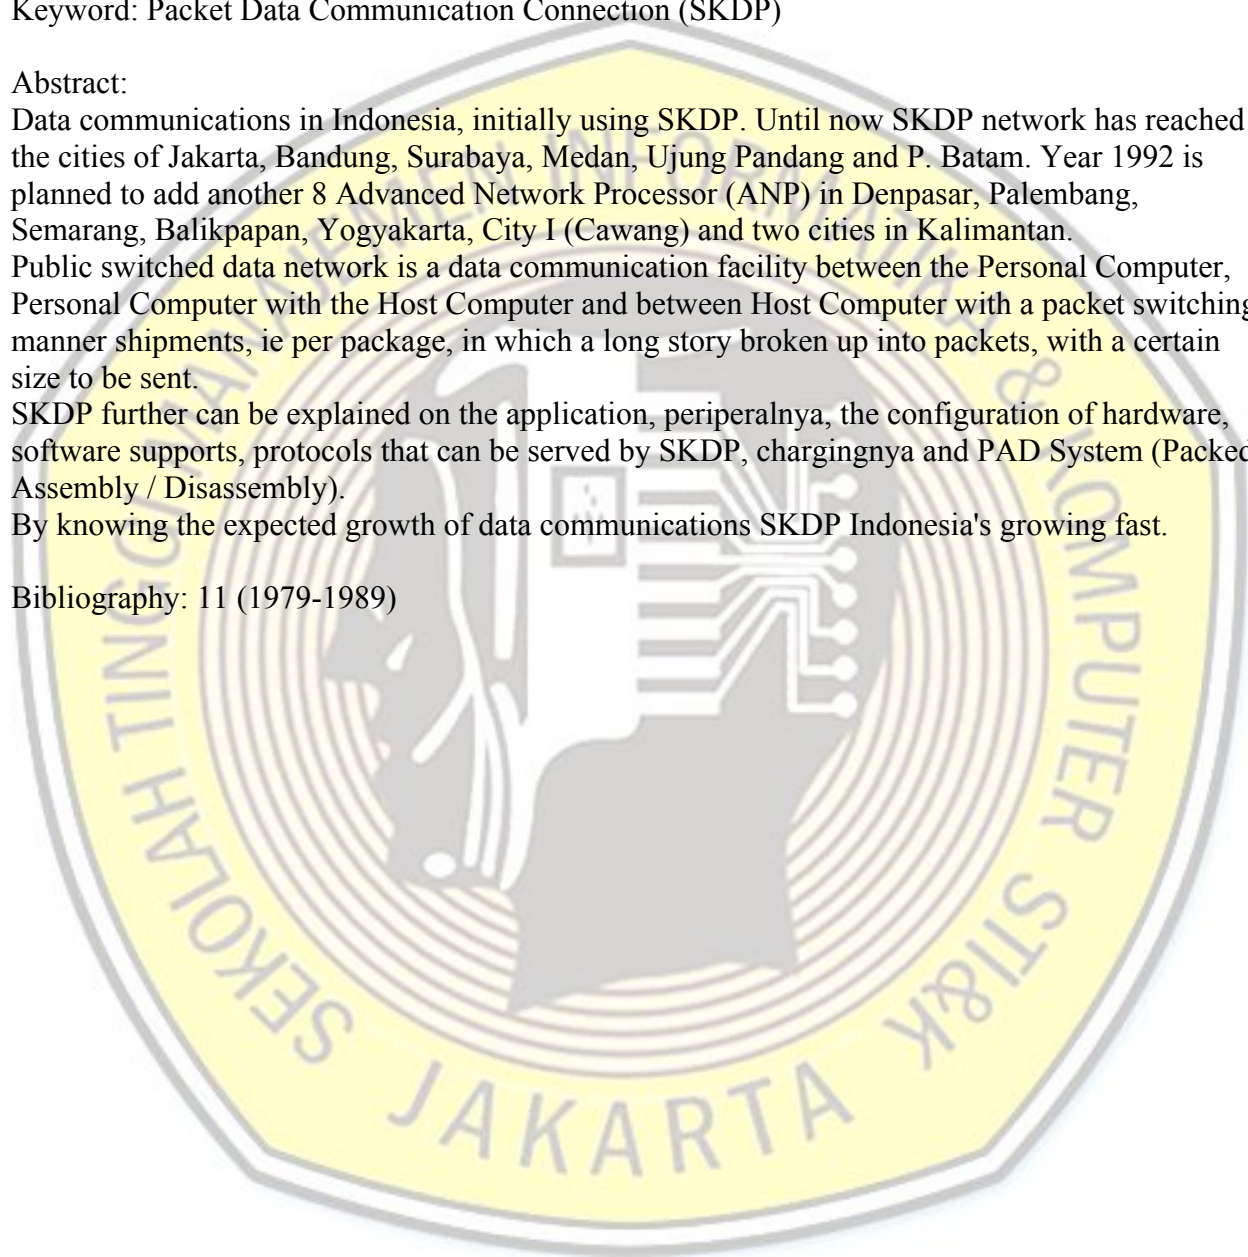 Keyword: Packet Data Communication Connection (SKDP)
Abstract:
Data communications in Indonesia, initially using SKDP. Until now SKDP network has reached
the cities of Jakarta, Bandung, Surabaya, Medan, Ujung Pandang and P. Batam. Year 1992 is
planned to add another 8 Advanced Network Processor (ANP) in Denpasar, Palembang,
Semarang, Balikpapan, Yogyakarta, City I (Cawang) and two cities in Kalimantan.
Public switched data network is a data communication facility between the Personal Computer,
Personal Computer with the Host Computer and between Host Computer with a packet switching
manner shipments, ie per package, in which a long story broken up into packets, with a certain
size to be sent.
SKDP further can be explained on the application, periperalnya, the configuration of hardware,
software supports, protocols that can be served by SKDP, chargingnya and PAD System (Packed
Assembly / Disassembly).
By knowing the expected growth of data communications SKDP Indonesia's growing fast.
Bibliography: 11 (1979-1989)
SEKOLAH TINGGI MANAJEMEN INFORMATIKA & KOMPUTER STI&K
JAKARTA